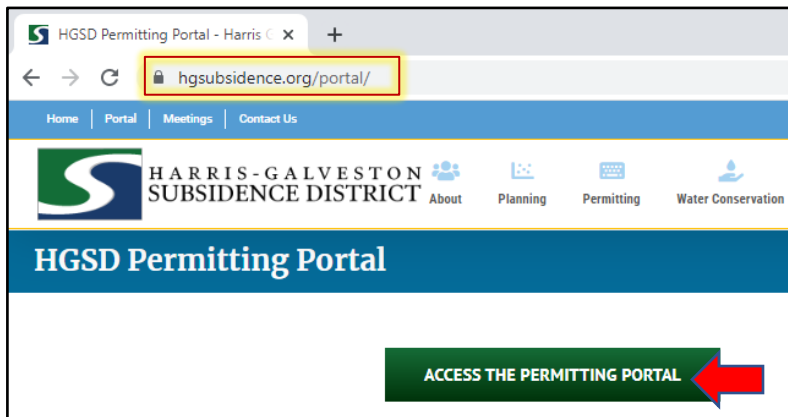 HGSD Permitting Portal - Harris
hgsubsidence.org/portal/
Home Portal Meetings Contact Us
HARRIS-GALVESTON
SUBSIDENCE DISTRICT
About Planning Permitting Water Conservation
HGSD Permitting Portal
ACCESS THE PERMITTING PORTAL